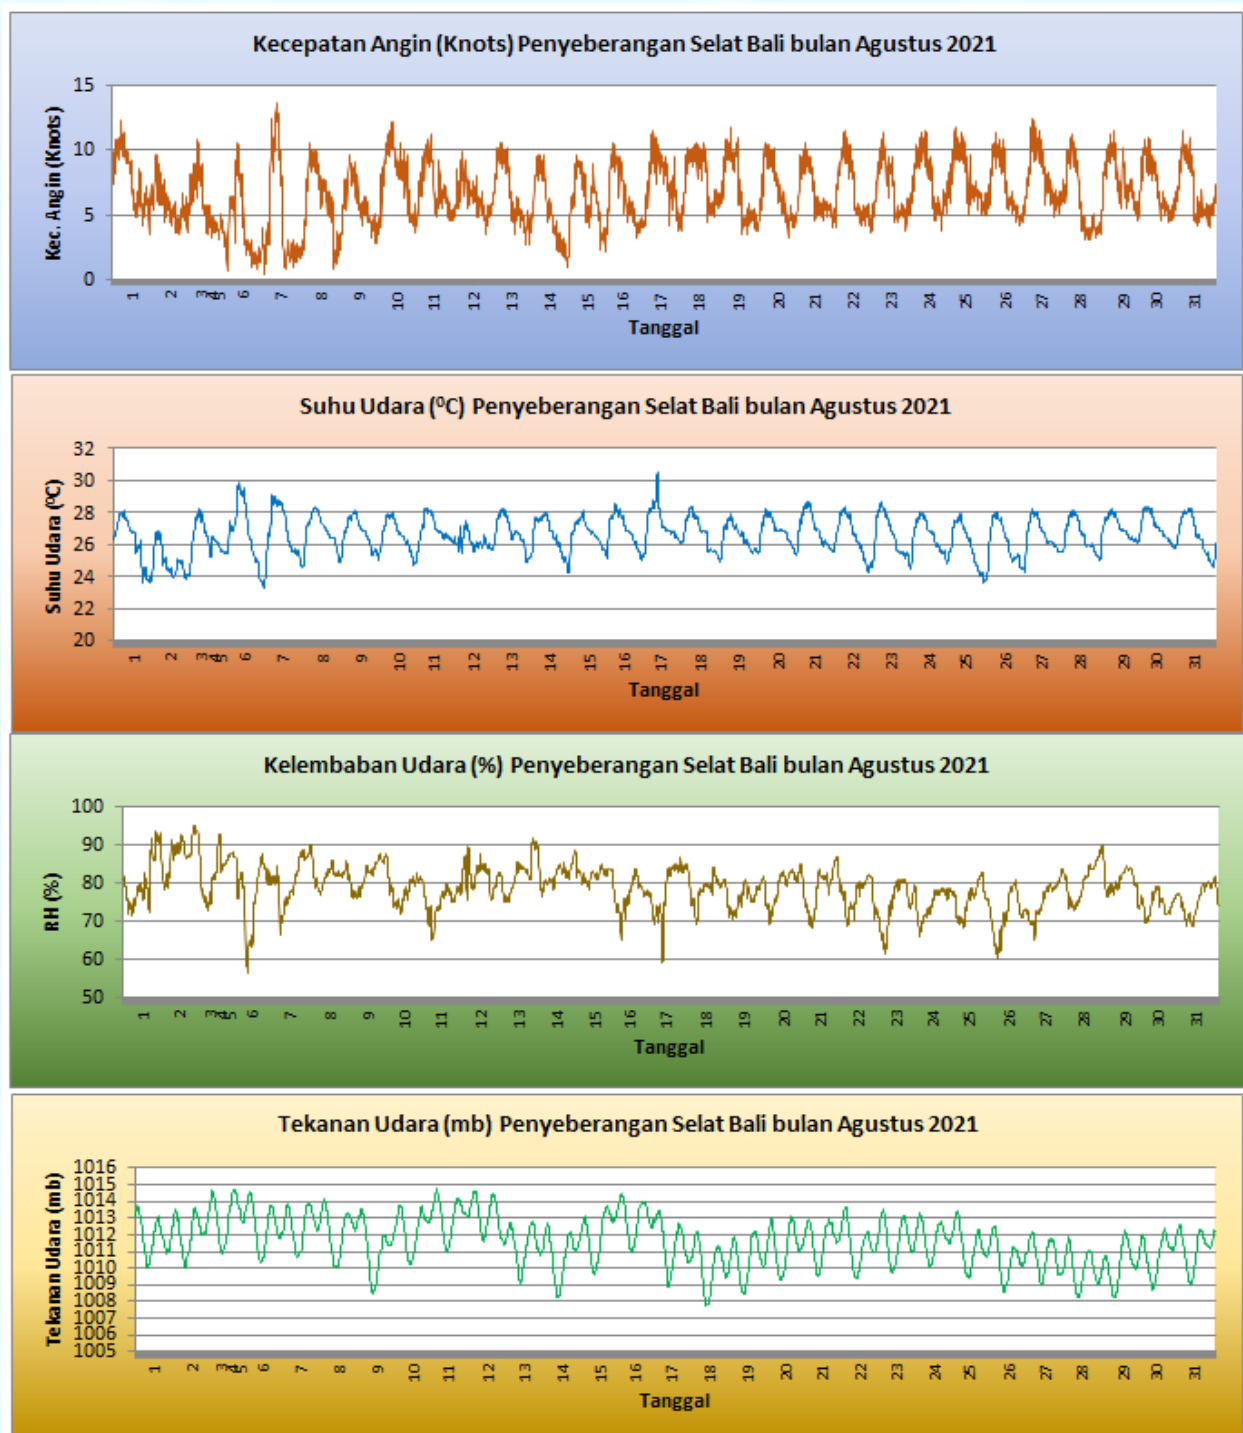 Kecepatan Angin (Knots) Penyeberangan Selat Bali bulan Agustus 2021
Kec. Angin (Knots)
15
10
5
0
1 2 3 4 5 6 7 8 9 10 11 12 13 14 15 16 17 18 19 20 21 22 23 24 25 26 27 28 29 30 31
Tanggal
Suhu Udara (⁰C) Penyeberangan Selat Bali bulan Agustus 2021
Suhu Udara (⁰C)
32
30
28
26
24
22
20
1 2 3 4 5 6 7 8 9 10 11 12 13 14 15 16 17 18 19 20 21 22 23 24 25 26 27 28 29 30 31
Tanggal
Kelembaban Udara (%) Penyeberangan Selat Bali bulan Agustus 2021
RH (%)
100
90
80
70
60
50
1 2 3 4 5 6 7 8 9 10 11 12 13 14 15 16 17 18 19 20 21 22 23 24 25 26 27 28 29 30 31
Tanggal
Tekanan Udara (mb) Penyeberangan Selat Bali bulan Agustus 2021
Tekanan Udara (mb)
1016
1015
1014
1013
1012
1011
1010
1009
1008
1007
1006
1005
1 2 3 4 5 6 7 8 9 10 11 12 13 14 15 16 17 18 19 20 21 22 23 24 25 26 27 28 29 30 31
Tanggal